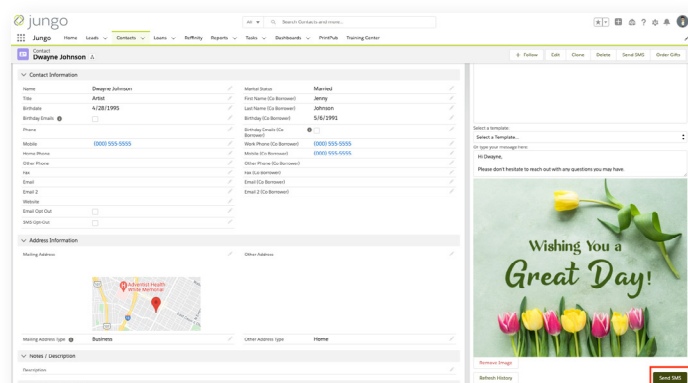 jungo
All
Search Contacts and more...
Jungo Home Leads Contacts Loans Raffinity Reports Tasks Dashboards PrintPub Training Center
Contact
Dwayne Johnson
+ Follow Edit Clone Delete Send SMS Order Gifts
Contact Information
Name Dwayne Johnson Marital Status Married
Title Artist First Name (Co Borrower) Jenny
Birthdate 4/28/1995 Last Name (Co Borrower) Johnson
Birthday Emails Birthday (Co Borrower) 5/6/1991
Phone Birthday Emails (Co Borrower)
Mobile (000) 555-5555 Work Phone (Co Borrower) (000) 555-5555
Home Phone Mobile (Co Borrower) (000) 555-5555
Other Phone Other Phone (Co Borrower)
Fax Fax (Co Borrower)
Email Email (Co Borrower)
Email 2 Email 2 (Co Borrower)
Website
Email Opt Out
SMS Opt Out
Address Information
Mailing Address Other Address
Adventist Health
White Memorial
Mailing Address Type Business Other Address Type Home
Notes / Description
Description
Select a template:
Select a Template...
Or type your message here:
Hi Dwayne,
Please don't hesitate to reach out with any questions you may have.
Wishing You a
Great Day!
Remove Image
Refresh History Send SMS